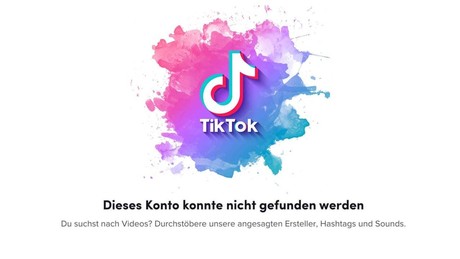 TikTok
Dieses Konto konnte nicht gefunden werden
Du suchst nach Videos? Durchstöbere unsere angesagten Ersteller, Hashtags und Sounds.